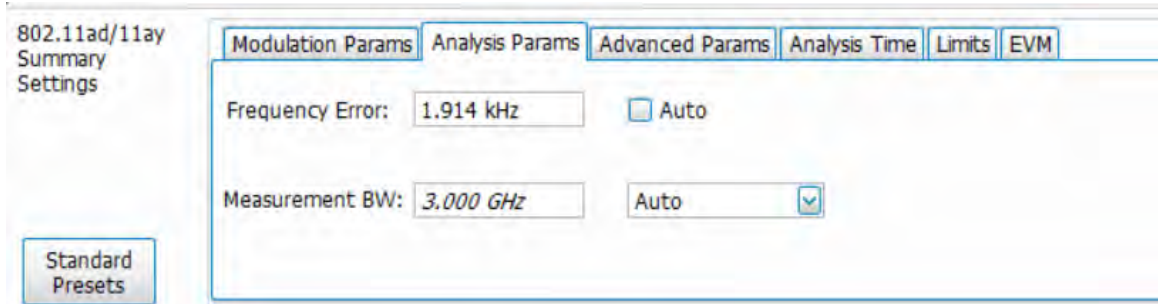 802.11ad/11ay
Summary
Settings
Modulation Params Analysis Params Advanced Params Analysis Time Limits EVM
Frequency Error: 1.914 kHz Auto
Measurement BW: 3.000 GHz Auto
Standard
Presets